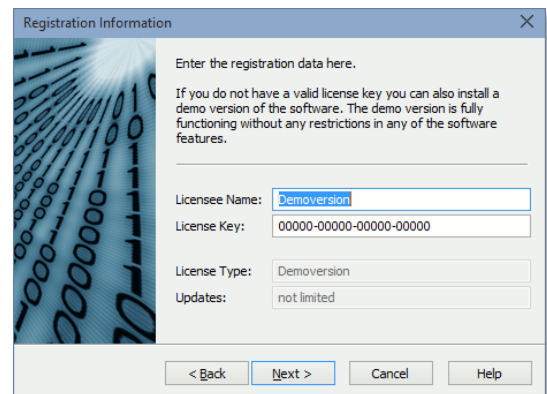 Registration Information
Enter the registration data here.
If you do not have a valid license key you can also install a
demo version of the software. The demo version is fully
functioning without any restrictions in any of the software
features.
Licensee Name: Demoversion
License Key: 00000-00000-00000-00000
License Type: Demoversion
Updates: not limited
< Back Next > Cancel Help